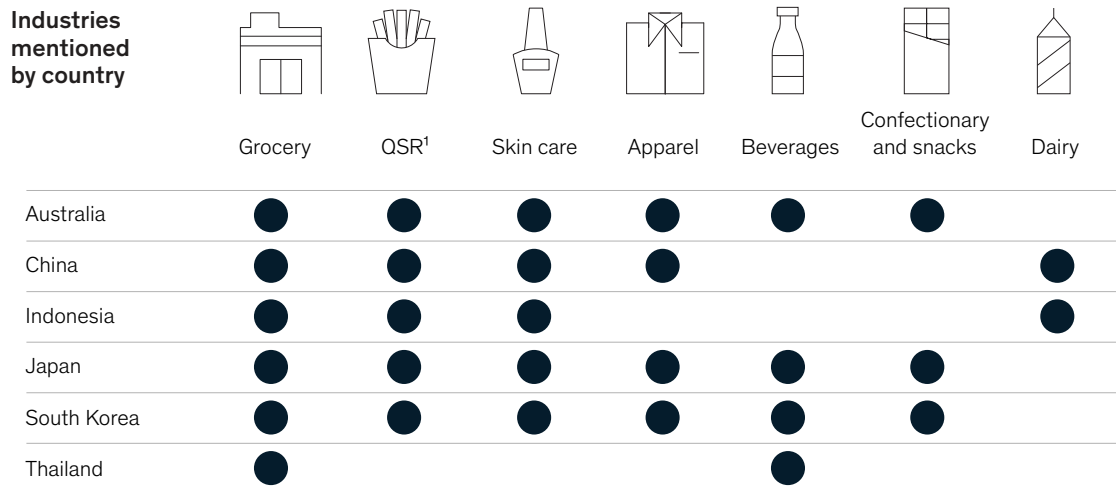 Industries
mentioned
by country
Grocery
QSR¹
Skin care
Apparel
Beverages
Confectionary
and snacks
Dairy
Australia
China
Indonesia
Japan
South Korea
Thailand